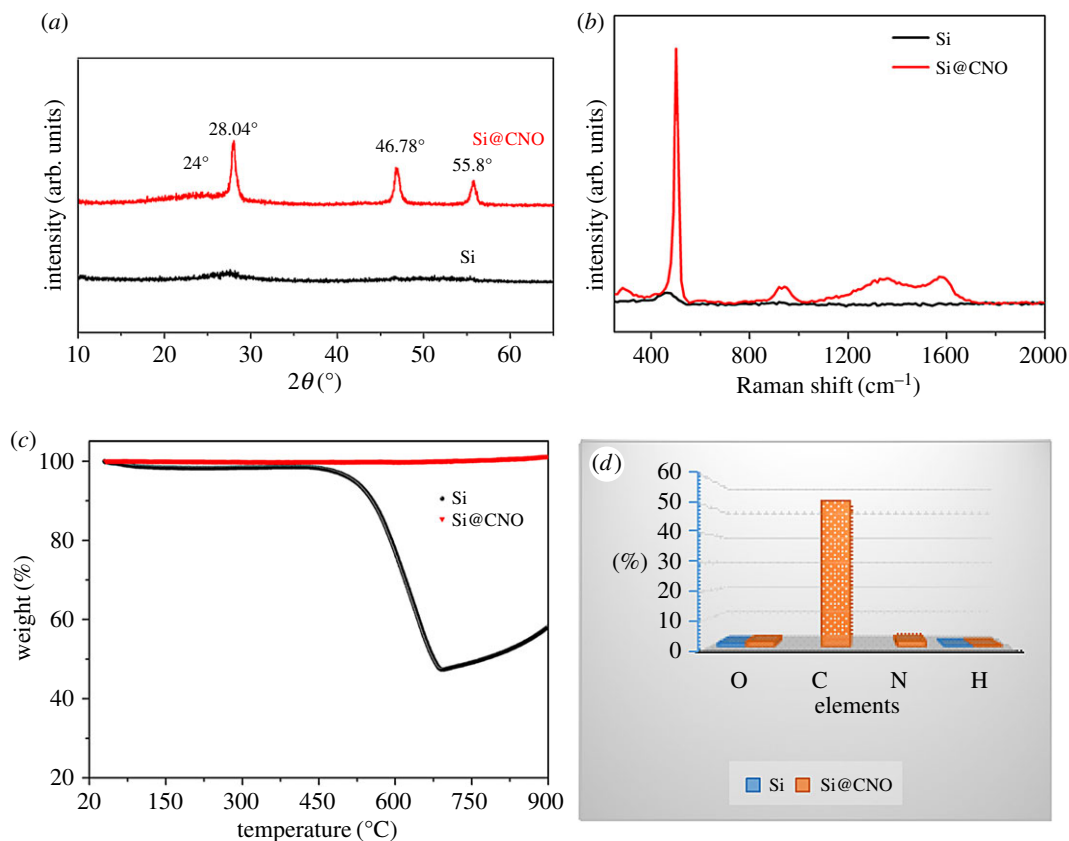 (a)
intensity (arb. units)
28.04°
24°
46.78°
Si@CNO
55.8°
Si
10 20 30 40 50 60
2θ (°)
(b)
intensity (arb. units)
Si
Si@CNO
400 800 1200 1600 2000
Raman shift (cm⁻¹)
(c)
weight (%)
100
80
60
40
20
Si
Si@CNO
20 150 300 450 600 750 900
temperature (°C)
(d)
(%)
60
50
40
30
20
10
0
O C N H
elements
Si Si@CNO